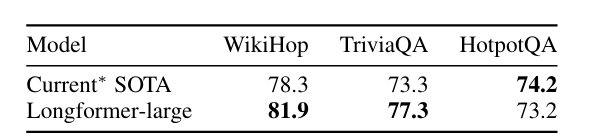 Model WikiHop TriviaQA HotpotQA
Current* SOTA 78.3 73.3 74.2
Longformer-large 81.9 77.3 73.2